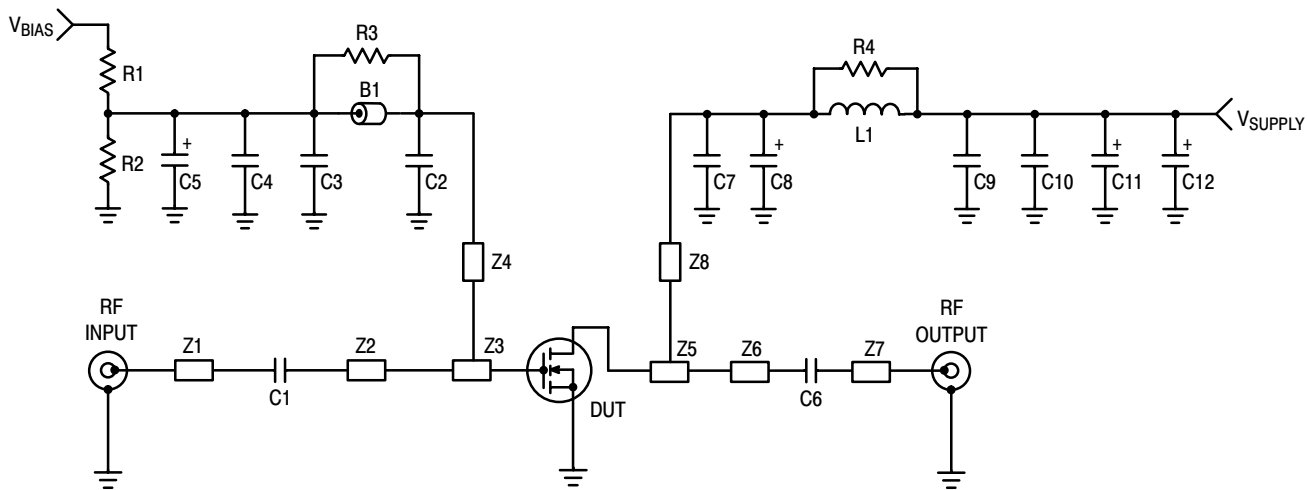 VBIAS
R1
R2
+
C5
C4
C3
R3
B1
C2
Z4
R4
L1
C7
+
C8
C9
C10
+
C11
+
C12
VSUPPLY
Z8
RF
INPUT
Z1
C1
Z2
Z3
DUT
Z5
Z6
C6
Z7
RF
OUTPUT